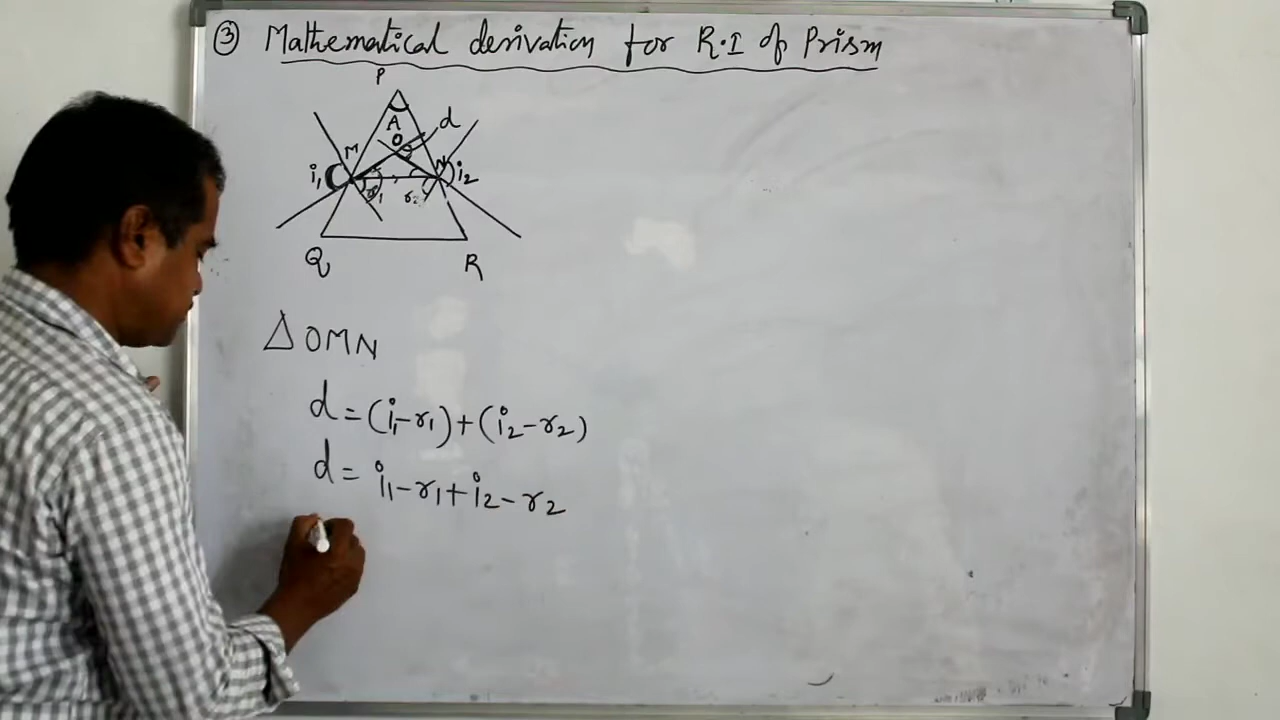 ③ Mathematical derivation for R.I of Prism
P
A
d
O
M
N
i₁
i₂
r₁
r₂
Q
R
△ OMN
d = (i₁-r₁)+(i₂-r₂)
d = i₁-r₁+i₂-r₂